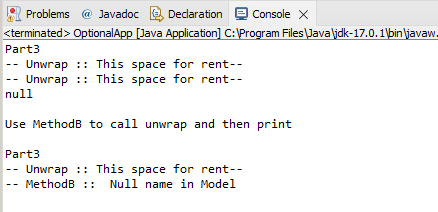 Problems @ Javadoc Declaration Console
<terminated> OptionalApp [Java Application] C:\Program Files\Java\jdk-17.0.1\bin\javaw.
Part3
-- Unwrap :: This space for rent--
-- Unwrap :: This space for rent--
null
Use MethodB to call unwrap and then print
Part3
-- Unwrap :: This space for rent--
-- MethodB ::  Null name in Model